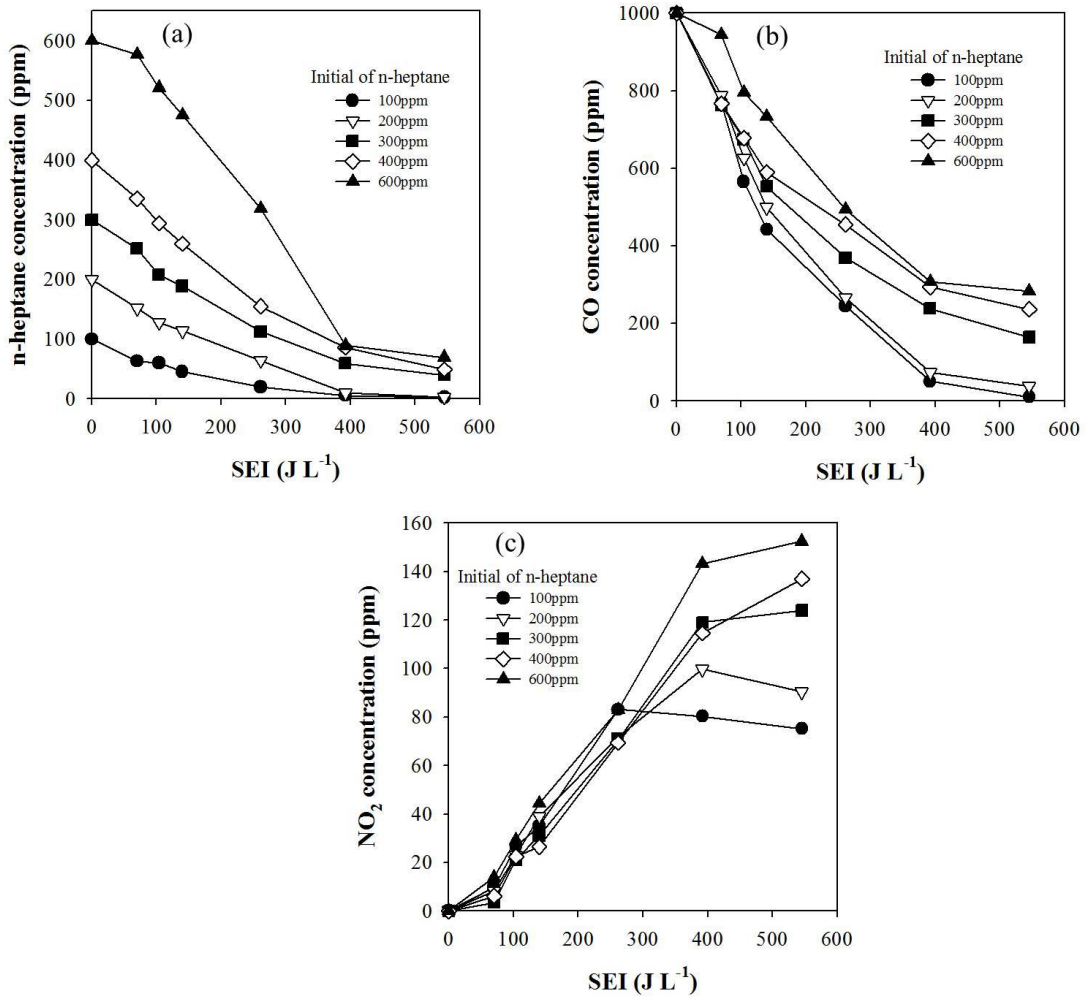 (a)
n-heptane concentration (ppm)
600
500
400
300
200
100
0
Initial of n-heptane
100ppm
200ppm
300ppm
400ppm
600ppm
0 100 200 300 400 500 600
SEI (J L⁻¹)
(b)
CO concentration (ppm)
1000
800
600
400
200
0
Initial of n-heptane
100ppm
200ppm
300ppm
400ppm
600ppm
0 100 200 300 400 500 600
SEI (J L⁻¹)
(c)
NO₂ concentration (ppm)
160
140
120
100
80
60
40
20
0
Initial of n-heptane
100ppm
200ppm
300ppm
400ppm
600ppm
0 100 200 300 400 500 600
SEI (J L⁻¹)